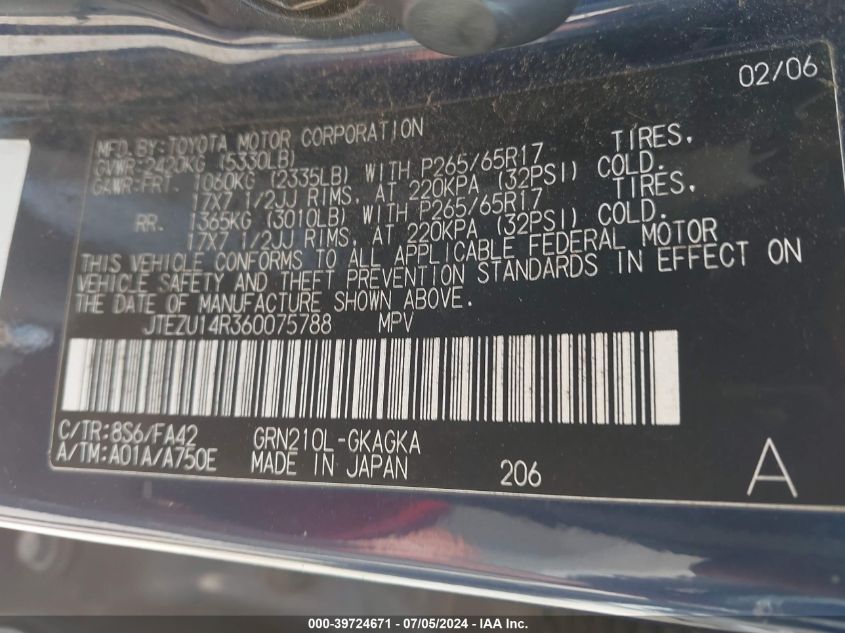 02/06
MFD. BY: TOYOTA MOTOR CORPORATION
GVWR: 2420KG (5330LB)
GAWR-FRT. 1060KG (2335LB) WITH P265/65R17 TIRES,
17X7 1/2JJ RIMS, AT 220KPA (32PSI) COLD.
RR. 1365KG (3010LB) WITH P265/65R17 TIRES,
17X7 1/2JJ RIMS, AT 220KPA (32PSI) COLD.
THIS VEHICLE CONFORMS TO ALL APPLICABLE FEDERAL MOTOR
VEHICLE SAFETY AND THEFT PREVENTION STANDARDS IN EFFECT ON
THE DATE OF MANUFACTURE SHOWN ABOVE.
JTEZU14R360075788 MPV
C/TR: 8S6/FA42 GRN210L-GKAGKA
A/TM: A01A/A750E MADE IN JAPAN 206 A
000-39724671 / 07/05/2024 - IAA Inc.